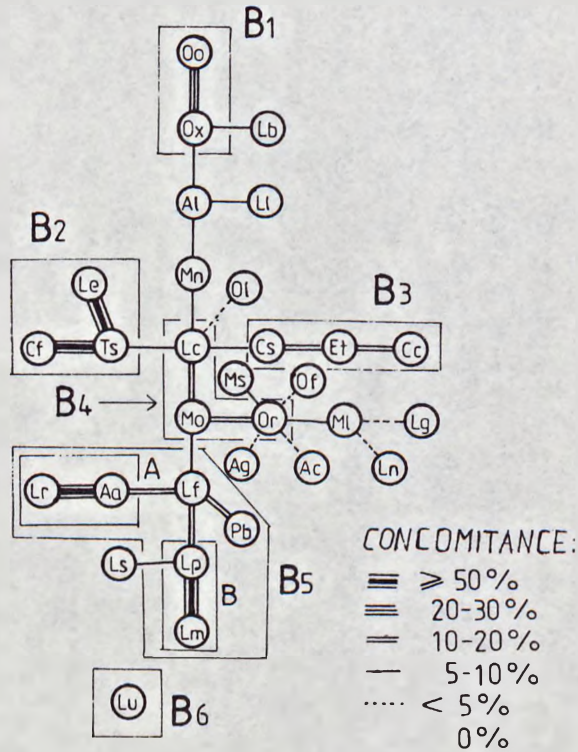 B1
Oo
Ox Lb
Al Ll
B2
Mn
Le Ol
B3
Cf Ts Lc Cs Et Cc
Ms Of
B4
Mo Or Ml Lg
Ag Ac Ln
A
Lr Aa Lf
Pb
Ls Lp B B5
Lm
Lu B6
CONCOMITANCE:
⩾ 50%
20-30%
10-20%
5-10%
< 5%
0%